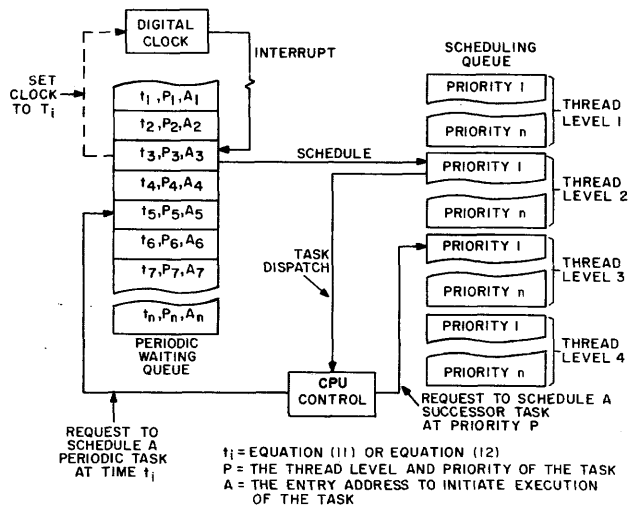 DIGITAL
CLOCK
INTERRUPT
SET
CLOCK
TO Ti
t1, P1, A1
t2, P2, A2
t3, P3, A3
t4, P4, A4
t5, P5, A5
t6, P6, A6
t7, P7, A7
tn, Pn, An
PERIODIC
WAITING
QUEUE
SCHEDULE
TASK
DISPATCH
SCHEDULING
QUEUE
PRIORITY 1
PRIORITY n
THREAD
LEVEL 1
PRIORITY 1
PRIORITY n
THREAD
LEVEL 2
PRIORITY 1
PRIORITY n
THREAD
LEVEL 3
PRIORITY 1
PRIORITY n
THREAD
LEVEL 4
CPU
CONTROL
REQUEST TO
SCHEDULE A
PERIODIC TASK
AT TIME ti
REQUEST TO SCHEDULE A
SUCCESSOR TASK
AT PRIORITY P
ti = EQUATION (11) OR EQUATION (12)
P = THE THREAD LEVEL AND PRIORITY OF THE TASK
A = THE ENTRY ADDRESS TO INITIATE EXECUTION
OF THE TASK